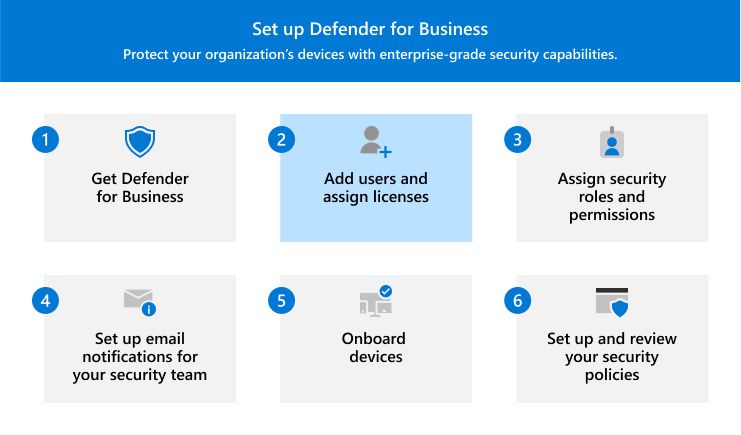 Set up Defender for Business
Protect your organization's devices with enterprise-grade security capabilities.
1
Get Defender
for Business
2
Add users and
assign licenses
3
Assign security
roles and
permissions
4
Set up email
notifications for
your security team
5
Onboard
devices
6
Set up and review
your security
policies